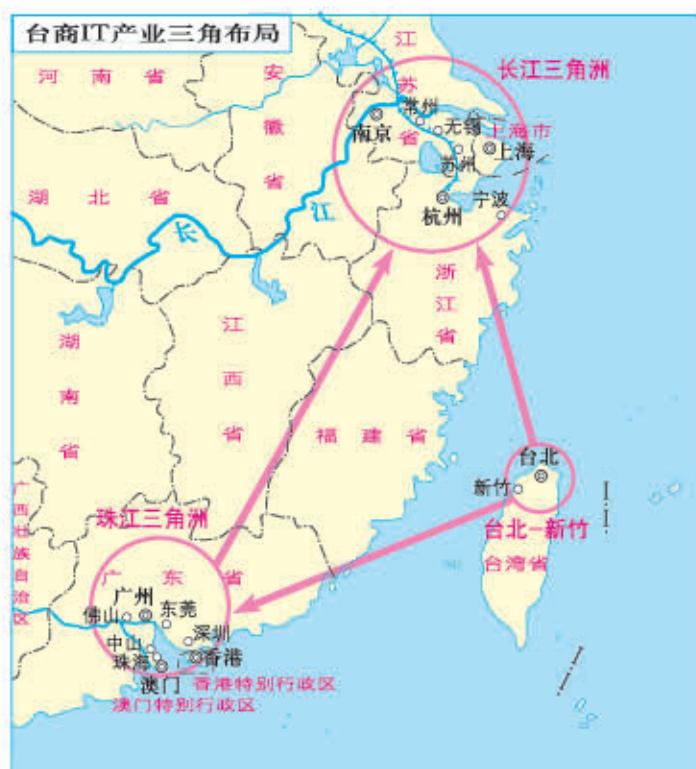 台商IT产业三角布局
河南省
安徽省
江苏省
长江三角洲
常州
南京
无锡
上海市
上海
苏州
湖北省
杭州
宁波
长江
浙江省
湖南省
江西省
福建省
台北
新竹
台北-新竹
台湾省
广西壮族自治区
珠江三角洲
广东省
广州
佛山
东莞
深圳
中山
珠海
香港
澳门
香港特别行政区
澳门特别行政区